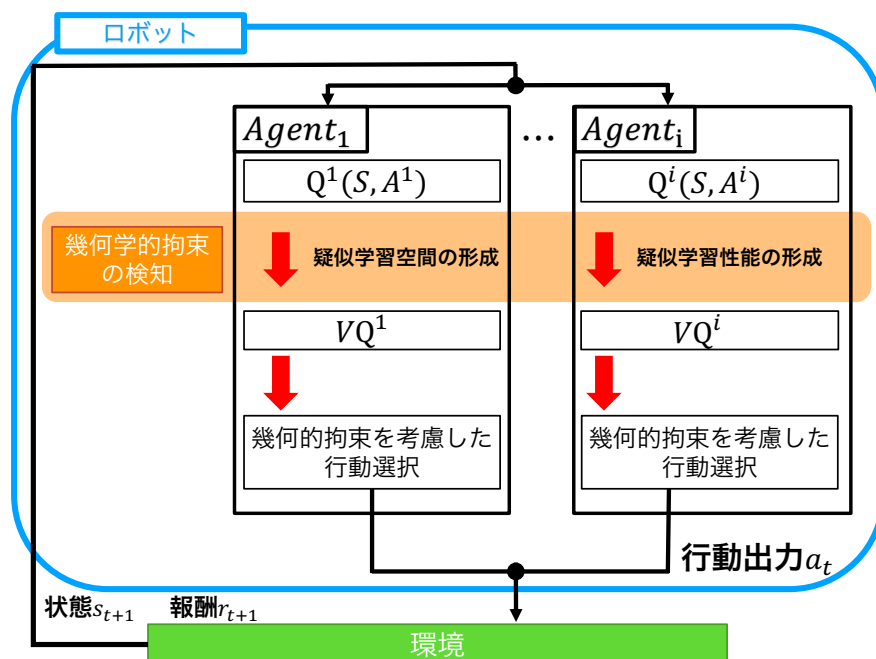 ロボット
Agent₁
… 
Agentᵢ
Q¹(S, A¹)
Qⁱ(S, Aⁱ)
幾何学的拘束
の検知
疑似学習空間の形成
疑似学習性能の形成
VQ¹
VQⁱ
幾何的拘束を考慮した
行動選択
幾何的拘束を考慮した
行動選択
行動出力aₜ
状態sₜ₊₁
報酬rₜ₊₁
環境